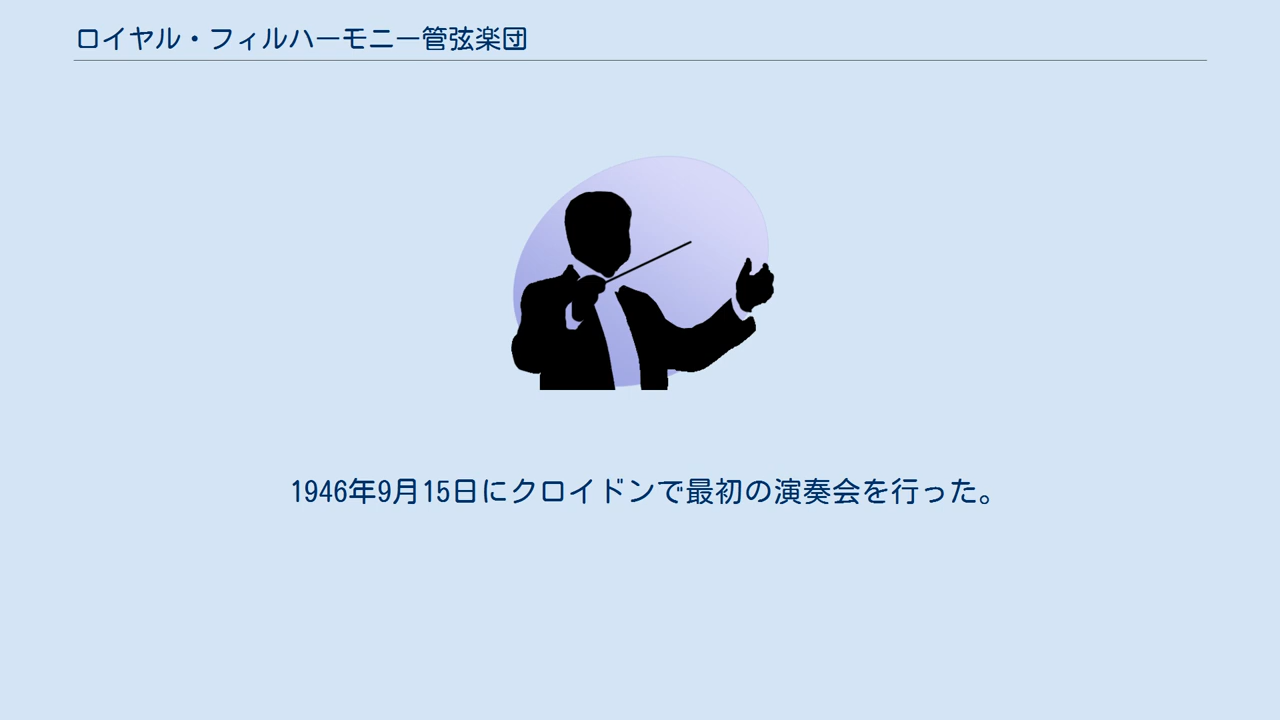 ロイヤル・フィルハーモニー管弦楽団
1946年9月15日にクロイドンで最初の演奏会を行った。